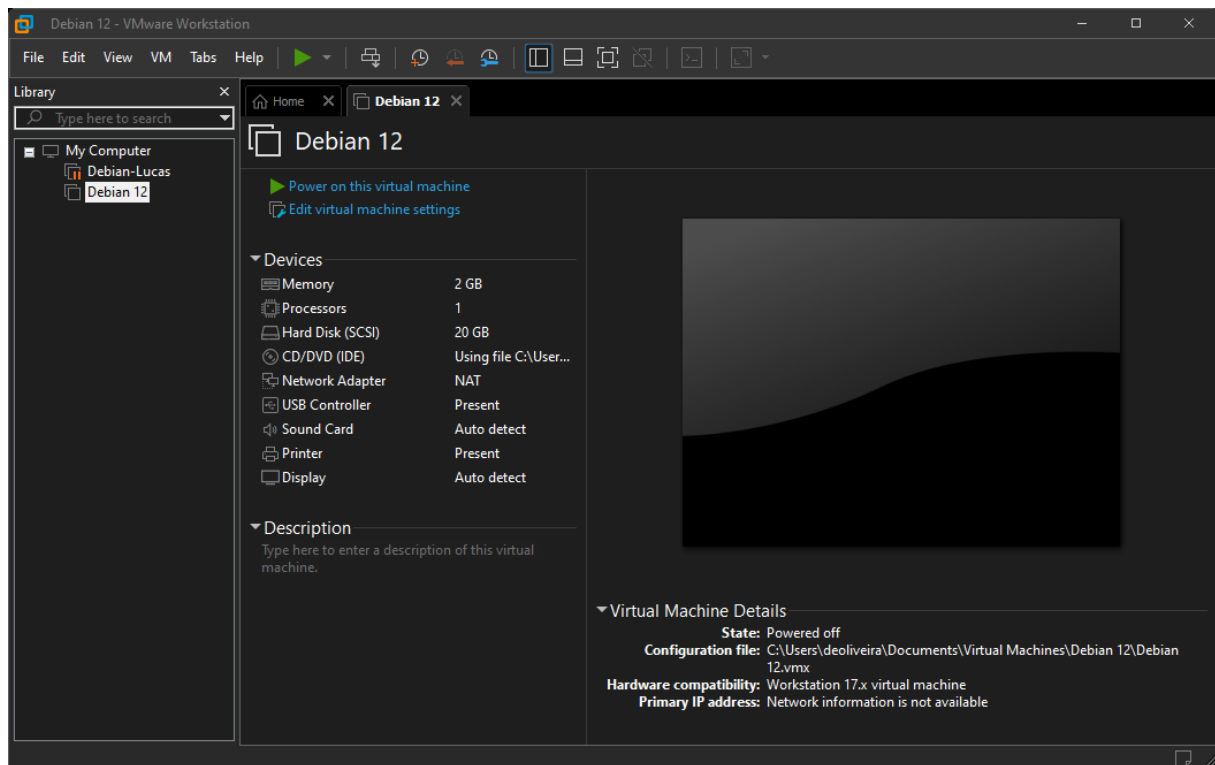 Debian 12 - VMware Workstation
File Edit View VM Tabs Help
Library
Type here to search
My Computer
Debian-Lucas
Debian 12
Home
Debian 12
Debian 12
Power on this virtual machine
Edit virtual machine settings
Devices
Memory 2 GB
Processors 1
Hard Disk (SCSI) 20 GB
CD/DVD (IDE) Using file C:\User...
Network Adapter NAT
USB Controller Present
Sound Card Auto detect
Printer Present
Display Auto detect
Description
Type here to enter a description of this virtual
machine.
Virtual Machine Details
State: Powered off
Configuration file: C:\Users\deoliveira\Documents\Virtual Machines\Debian 12\Debian
12.vmx
Hardware compatibility: Workstation 17.x virtual machine
Primary IP address: Network information is not available